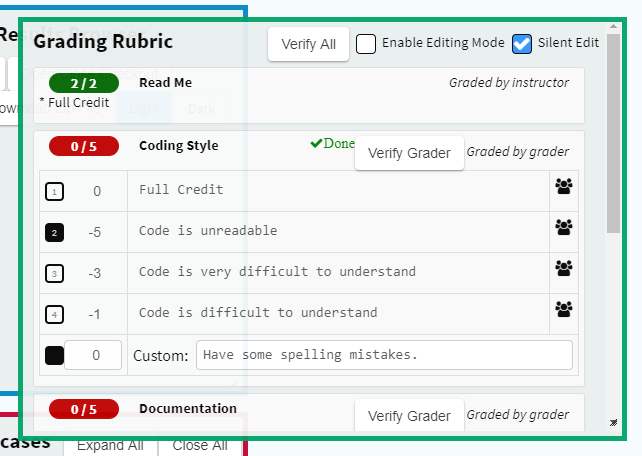 Grading Rubric
Verify All
Enable Editing Mode
Silent Edit
2 / 2
Read Me
Graded by instructor
* Full Credit
Light
Dark
0 / 5
Coding Style
Done
Verify Grader
Graded by grader
1
0
Full Credit
2
-5
Code is unreadable
3
-3
Code is very difficult to understand
4
-1
Code is difficult to understand
0
Custom:
Have some spelling mistakes.
0 / 5
Documentation
Verify Grader
Graded by grader
cases
Expand All
Close All